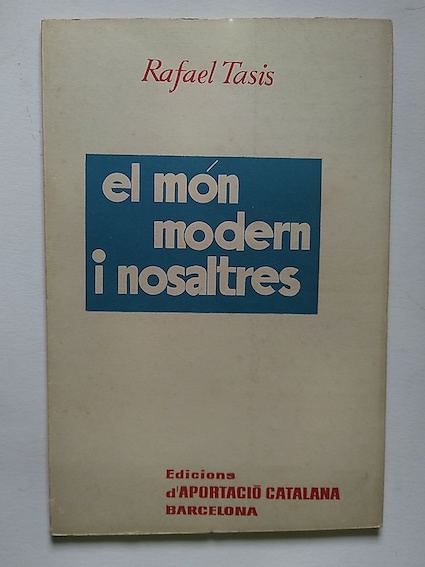 Rafael Tasis
el món
modern
i nosaltres
Edicions
d'APORTACIÓ CATALANA
BARCELONA